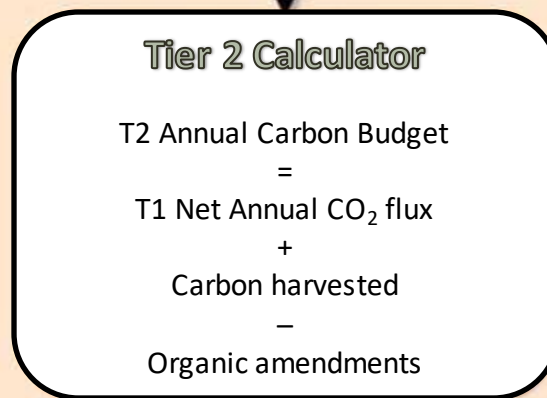 Tier 2 Calculator
T2 Annual Carbon Budget
=
T1 Net Annual CO₂ flux
+
Carbon harvested
–
Organic amendments